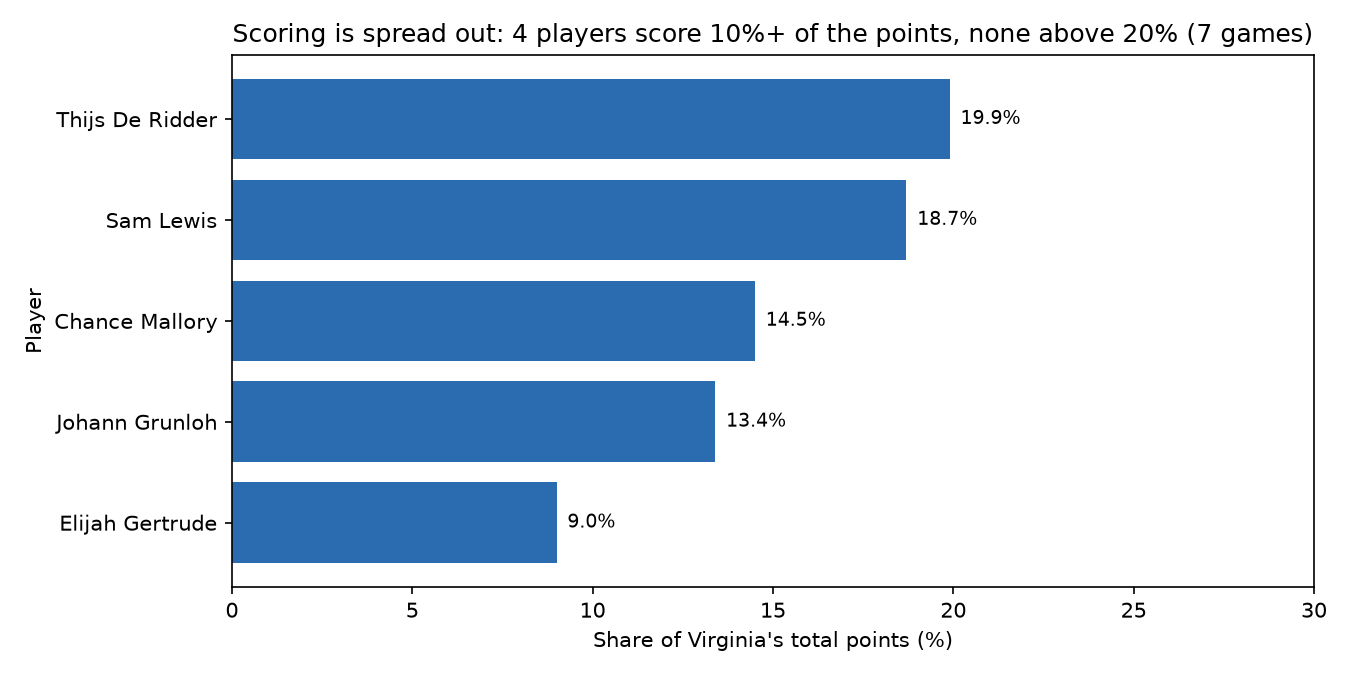 Scoring is spread out: 4 players score 10%+ of the points, none above 20% (7 games)
Thijs De Ridder
19.9%
Sam Lewis
18.7%
Chance Mallory
14.5%
Johann Grunloh
13.4%
Elijah Gertrude
9.0%
Player
0 5 10 15 20 25 30
Share of Virginia's total points (%)